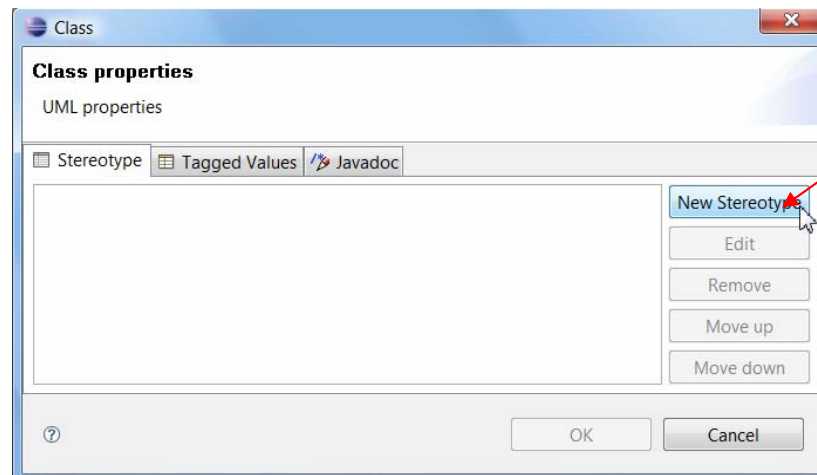 Class
Class properties
UML properties
Stereotype Tagged Values Javadoc
New Stereotype
Edit
Remove
Move up
Move down
OK Cancel